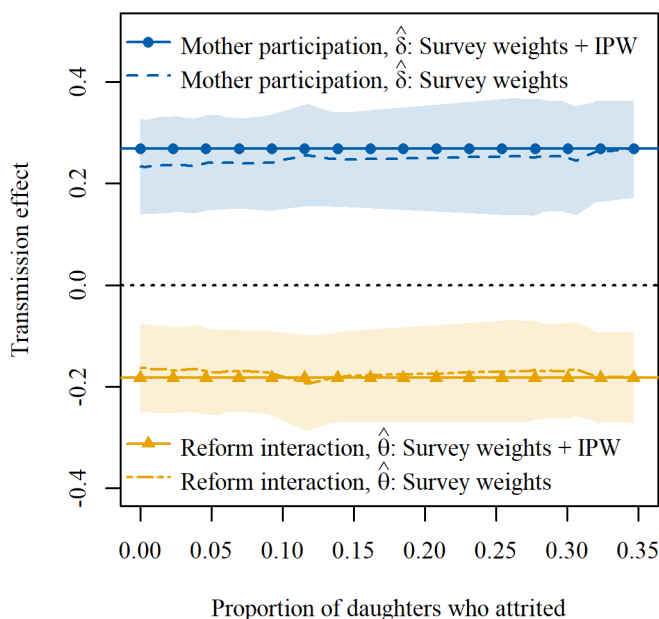 Mother participation, δ̂: Survey weights + IPW
Mother participation, δ̂: Survey weights
0.4
0.2
0.0
-0.2
-0.4
Transmission effect
Reform interaction, θ̂: Survey weights + IPW
Reform interaction, θ̂: Survey weights
0.00 0.05 0.10 0.15 0.20 0.25 0.30 0.35
Proportion of daughters who attrited